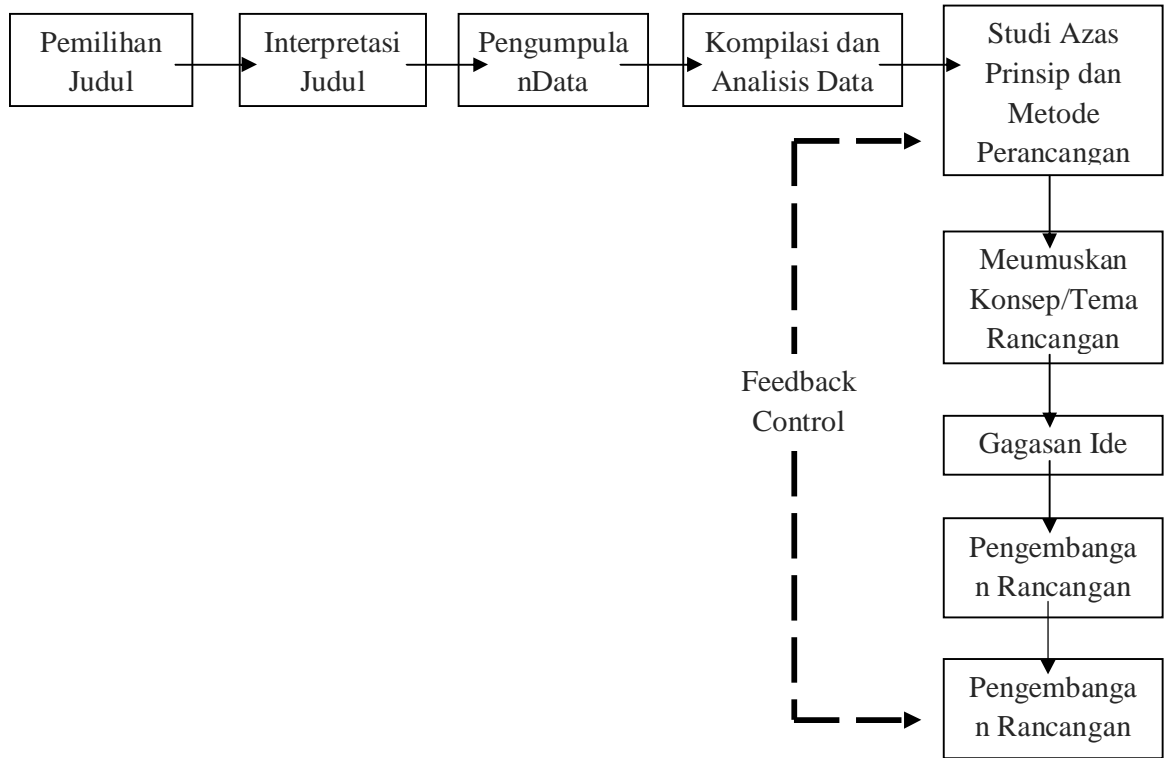 Pemilihan
Judul
Interpretasi
Judul
Pengumpula
nData
Kompilasi dan
Analisis Data
Studi Azas
Prinsip dan
Metode
Perancangan
Meumuskan
Konsep/Tema
Rancangan
Feedback
Control
Gagasan Ide
Pengembanga
n Rancangan
Pengembanga
n Rancangan